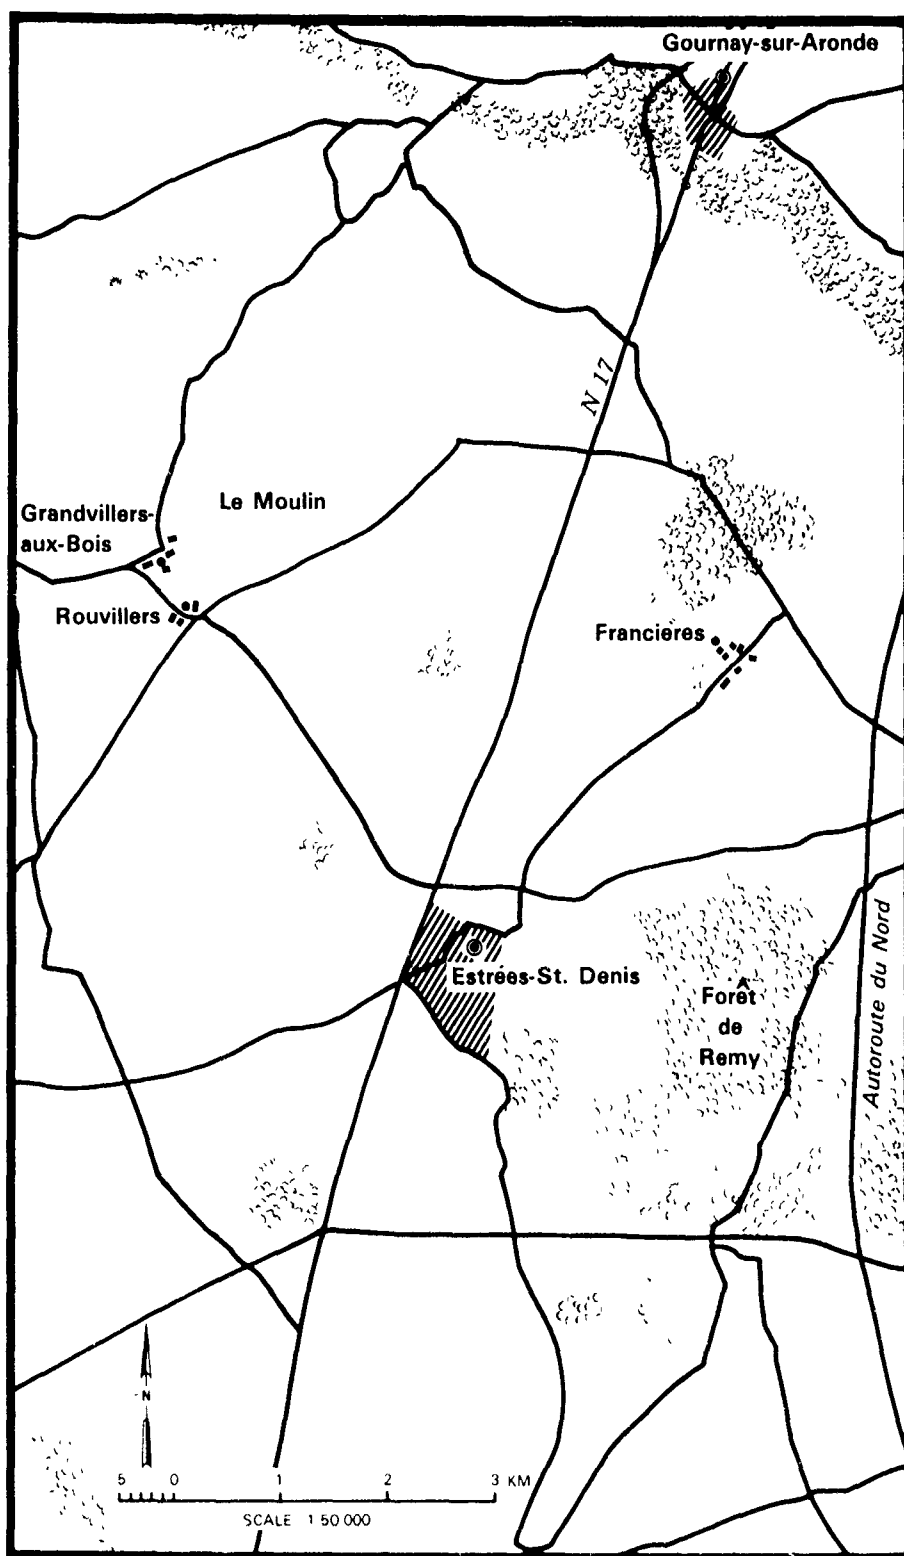 Gournay-sur-Aronde
N 17
Le Moulin
Grandvillers-
aux-Bois
Rouvillers
Francieres
Estrées-St. Denis
Forêt
de
Remy
Autoroute du Nord
N
5 0 1 2 3 KM
SCALE 1 50 000